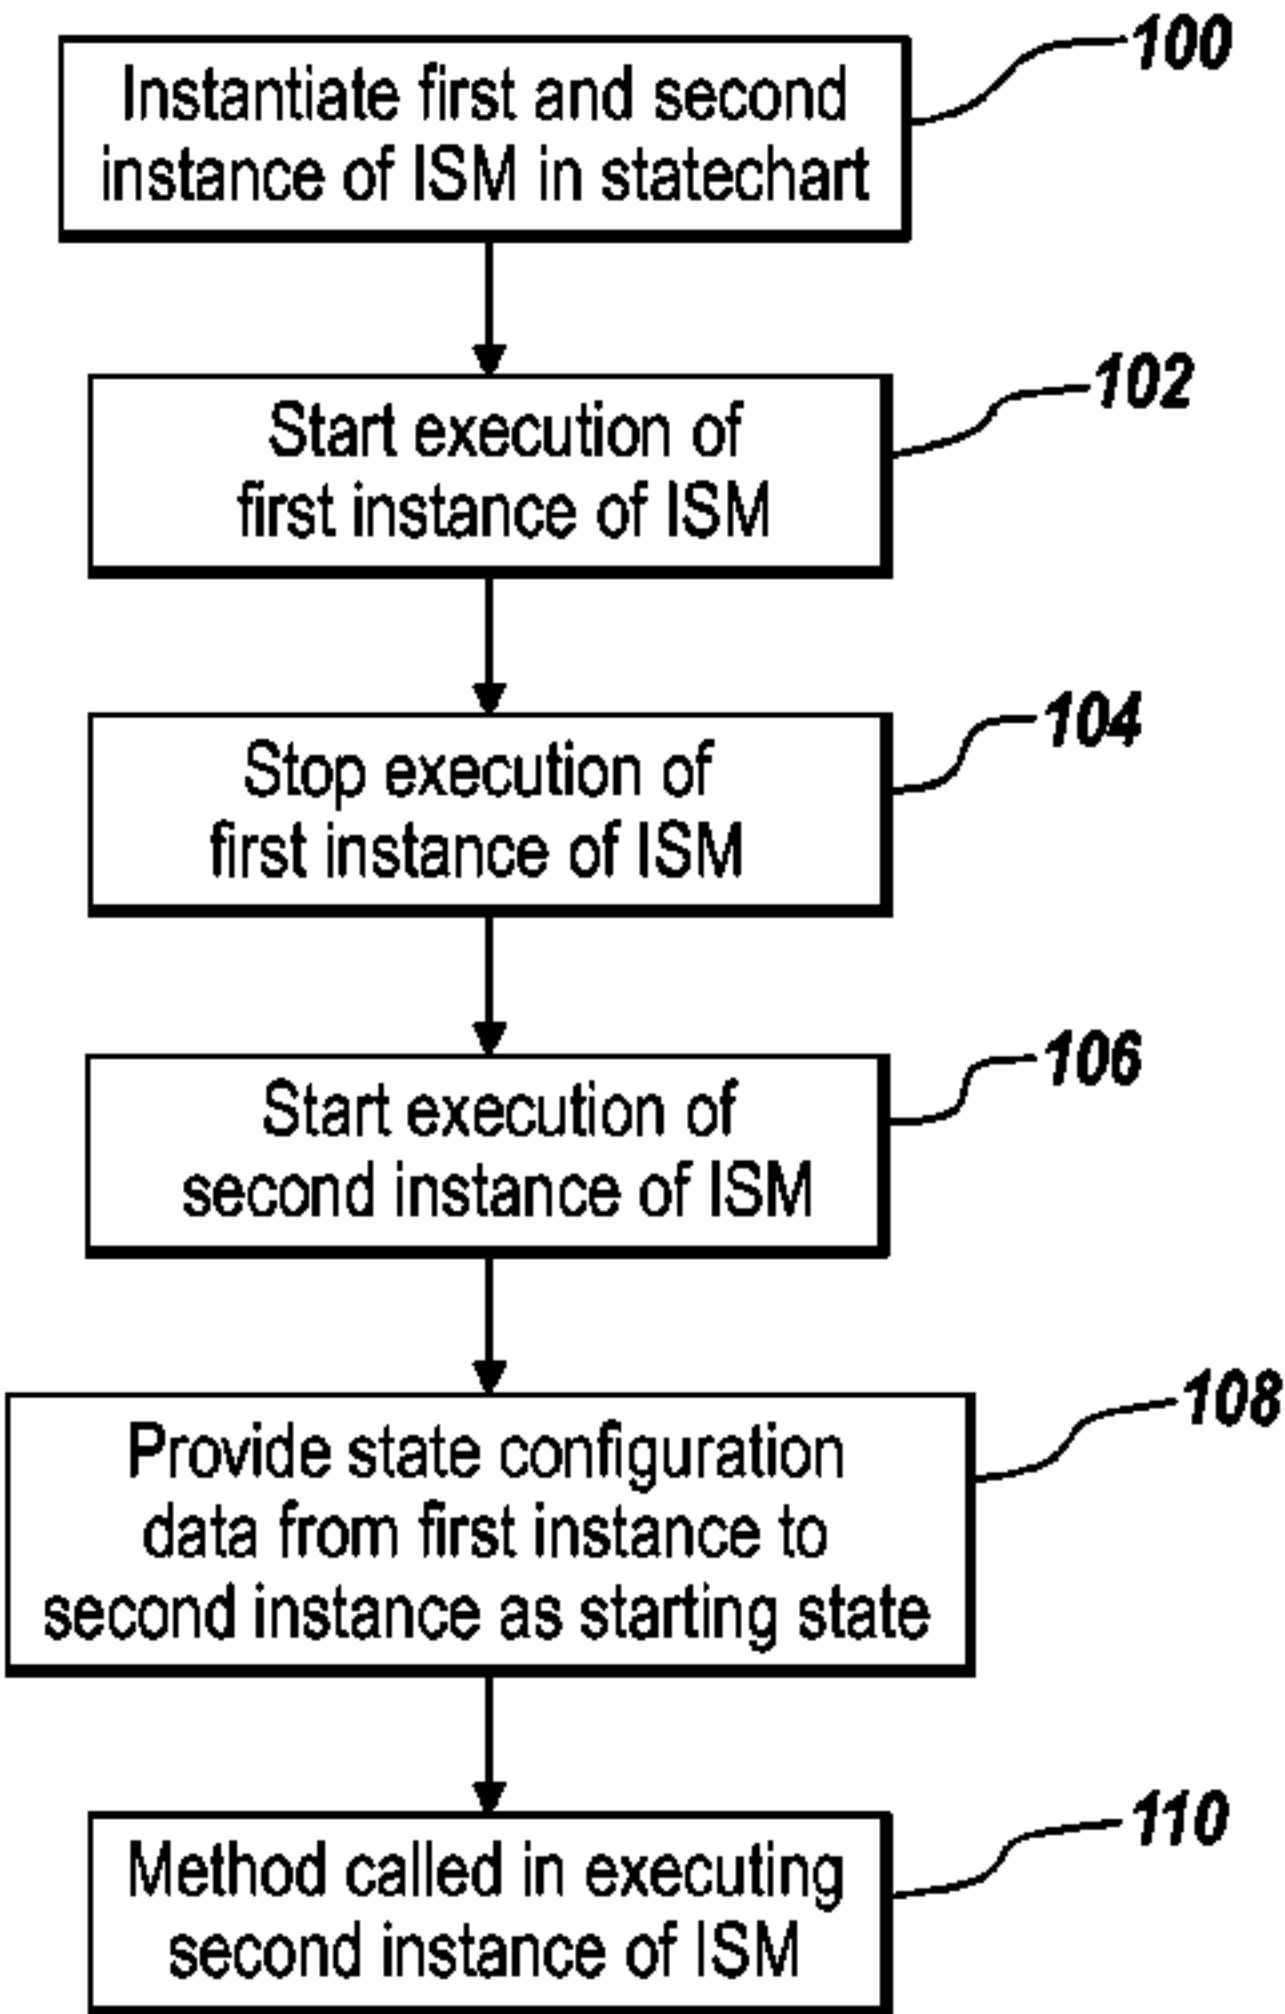 100
Instantiate first and second
instance of ISM in statechart
102
Start execution of
first instance of ISM
104
Stop execution of
first instance of ISM
106
Start execution of
second instance of ISM
108
Provide state configuration
data from first instance to
second instance as starting state
110
Method called in executing
second instance of ISM